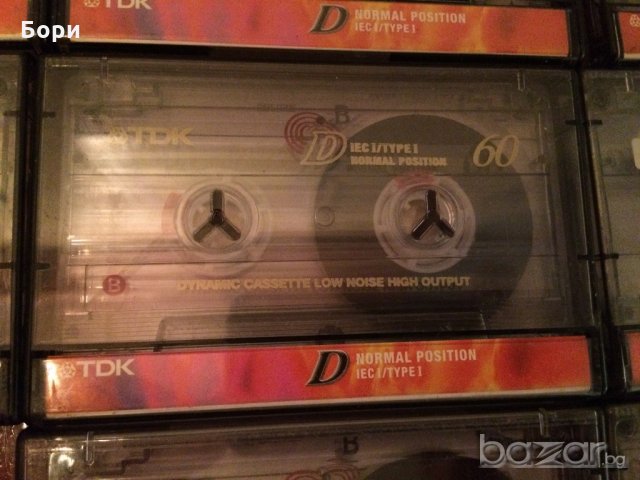 Бори
TDK
D NORMAL POSITION
IEC I/TYPE I
B
TDK
D IEC I/TYPE I
NORMAL POSITION
60
B
DYNAMIC CASSETTE LOW NOISE HIGH OUTPUT
TDK
D NORMAL POSITION
IEC I/TYPE I
bazar.bg